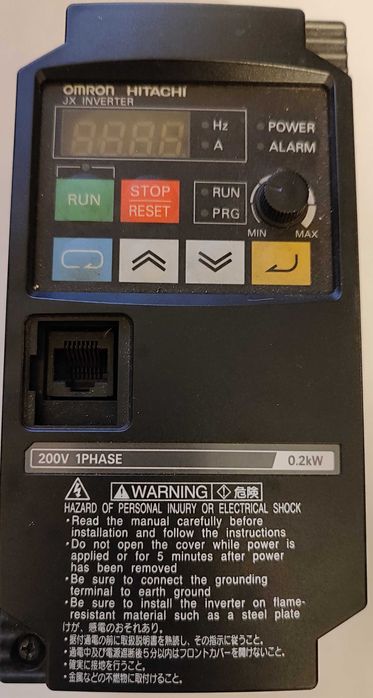 OMRON HITACHI
JX INVERTER
Hz
A
POWER
ALARM
RUN
STOP
RESET
RUN
PRG
MIN MAX
200V 1PHASE 0.2kW
WARNING 危険
HAZARD OF PERSONAL INJURY OR ELECTRICAL SHOCK
・Read the manual carefully before
installation and follow the instructions
・Do not open the cover while power is
applied or for 5 minutes after power
has been removed
・Be sure to connect the grounding
terminal to earth ground
・Be sure to install the inverter on flame-
resistant material such as a steel plate
けが、感電のおそれあり。
・据付通電の前に取扱説明書を熟読し、その指示に従うこと。
・通電中及び電源遮断後5分以内はフロントカバーを開けないこと。
・確実に接地を行うこと。
・金属などの不燃物に取付けること。